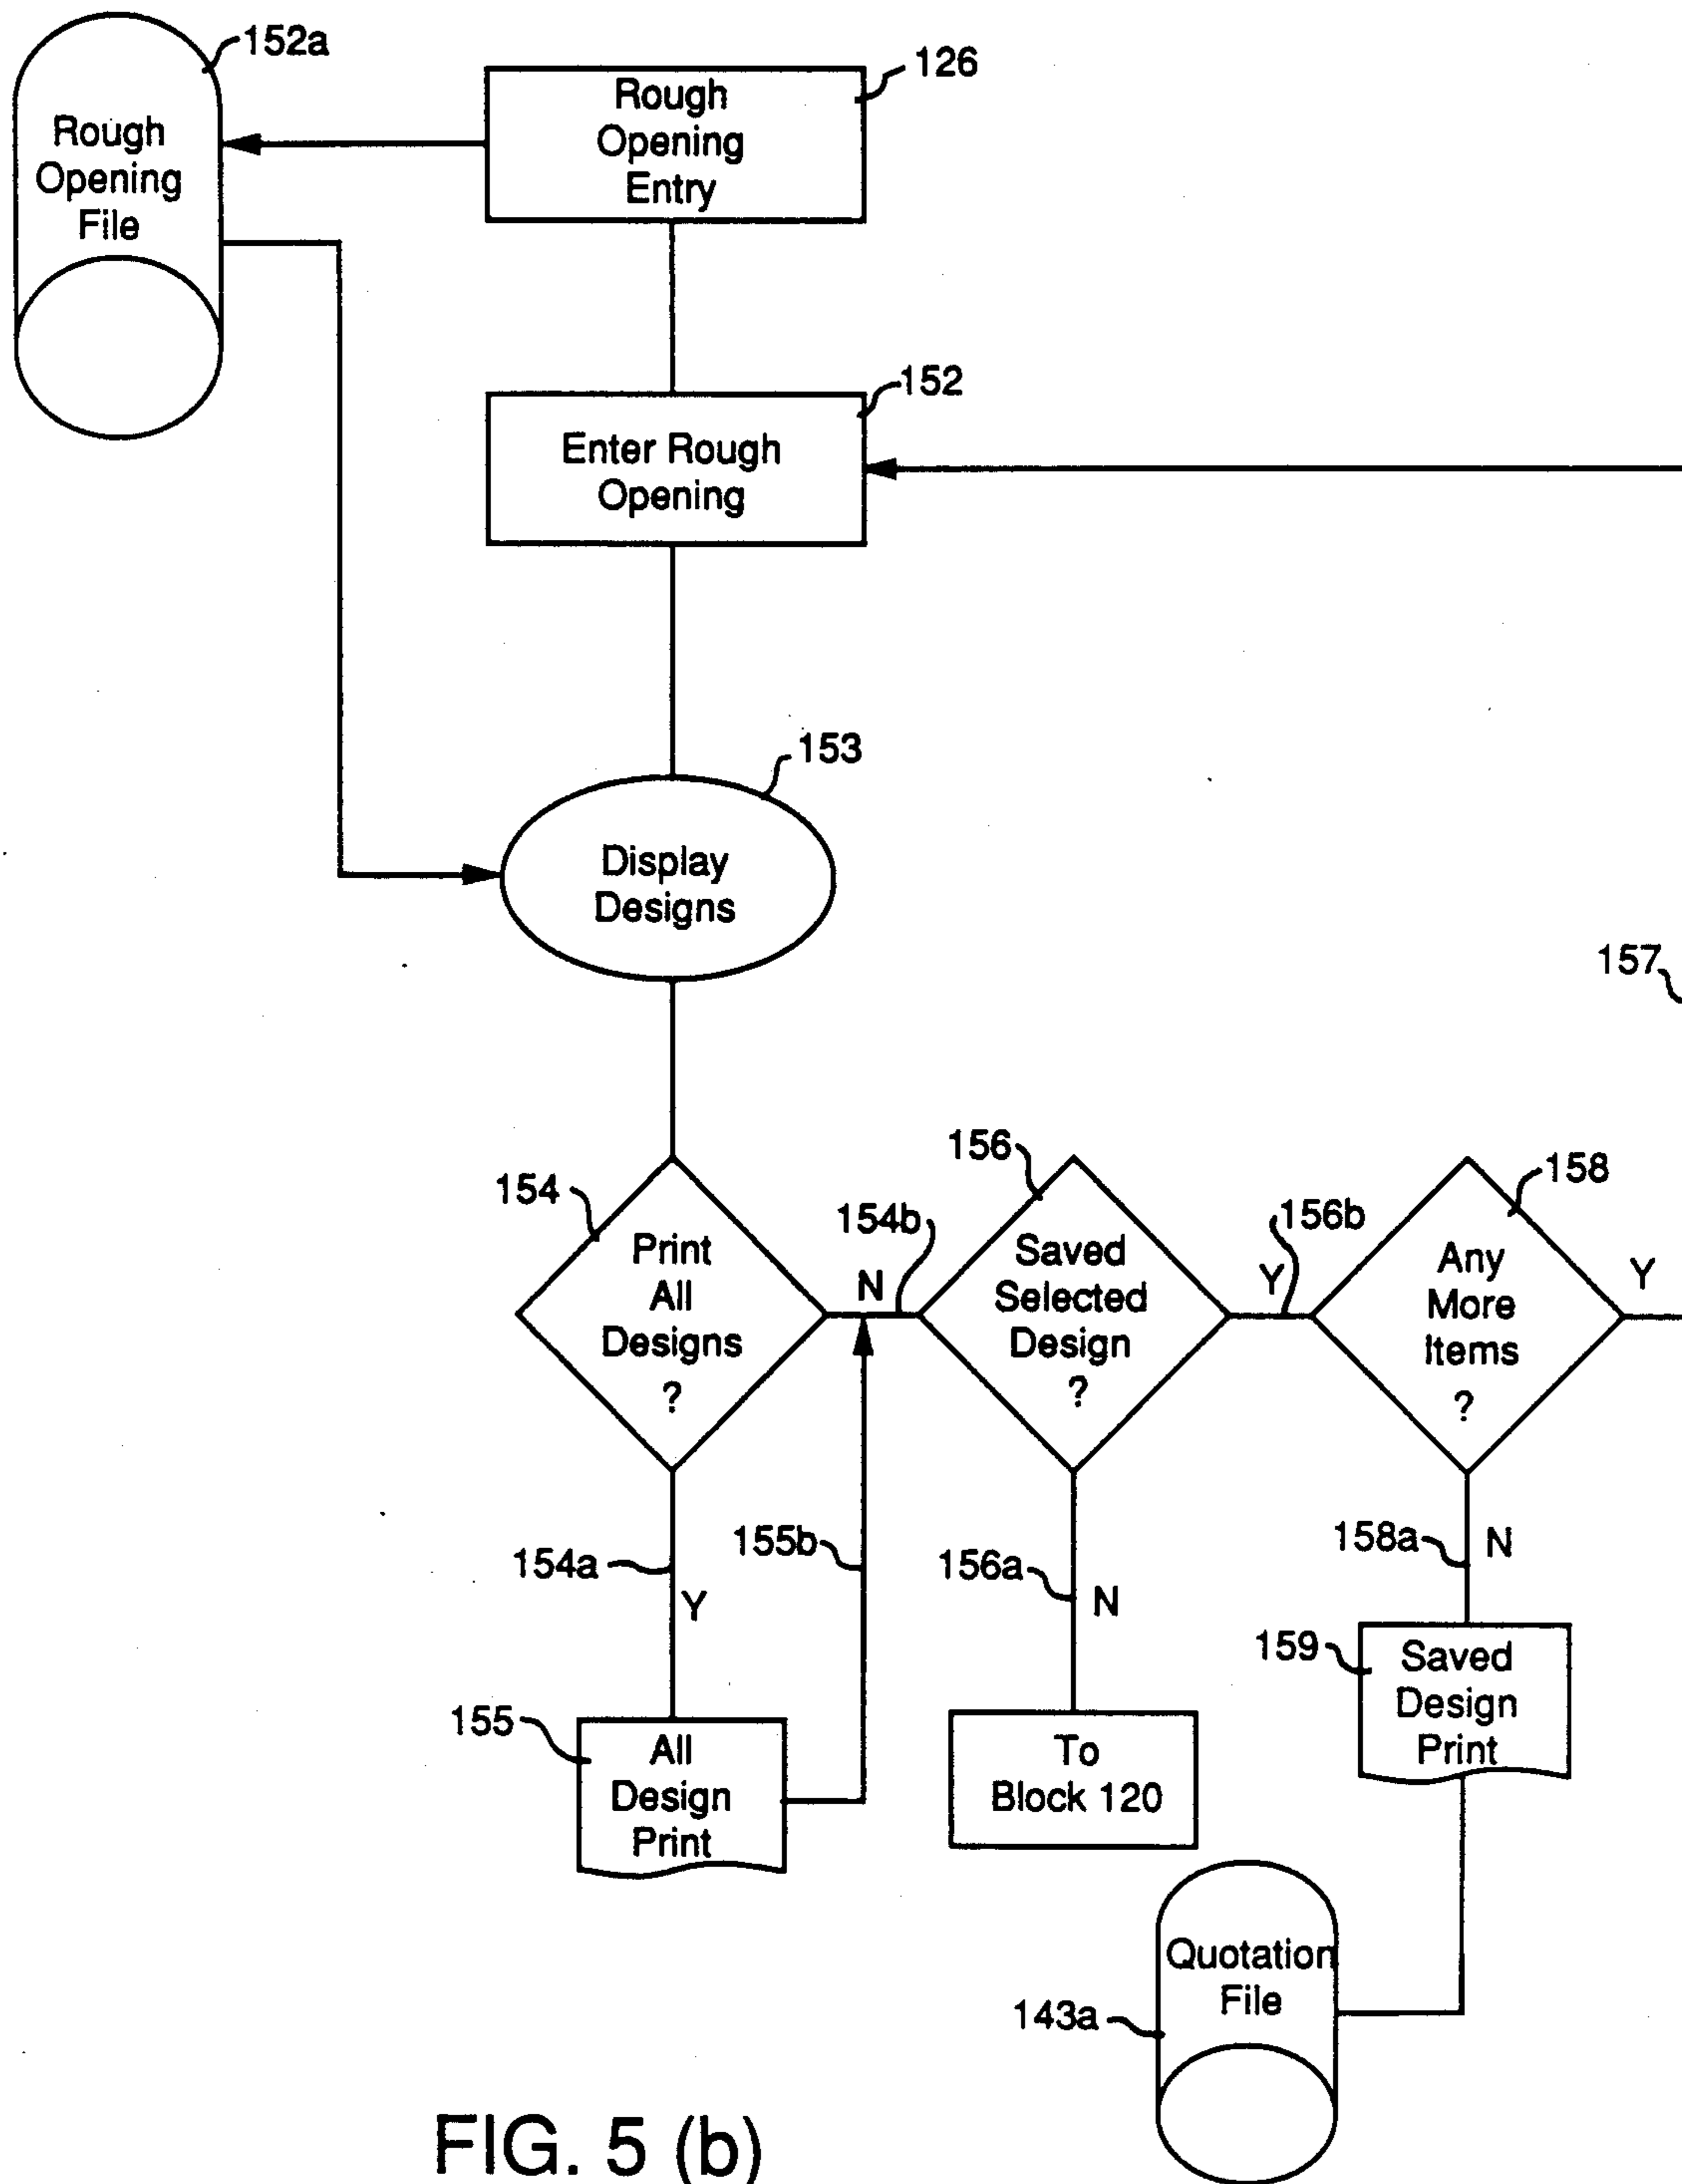 152a
126
Rough
Opening
Entry
Rough
Opening
File
152
Enter Rough
Opening
153
Display
Designs
157
154
Print
All
Designs
?
N
154b
156
Saved
Selected
Design
?
Y
156b
158
Any
More
Items
?
Y
154a
Y
155b
156a
N
158a
N
155
All
Design
Print
To
Block 120
159
Saved
Design
Print
Quotation
File
143a
FIG. 5 (b)